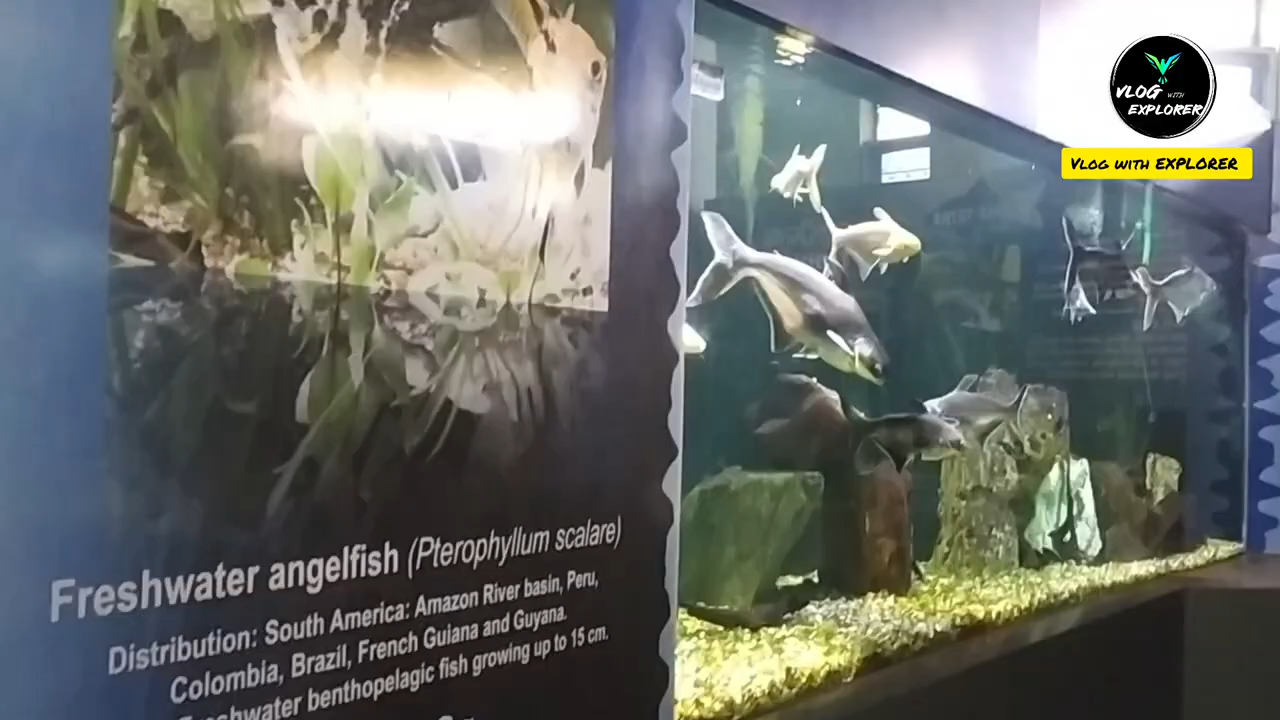 VLOG WITH
EXPLORER
VLOG WITH EXPLORER
Freshwater angelfish (Pterophyllum scalare)
Distribution: South America: Amazon River basin, Peru,
Colombia, Brazil, French Guiana and Guyana.
Freshwater benthopelagic fish growing up to 15 cm.